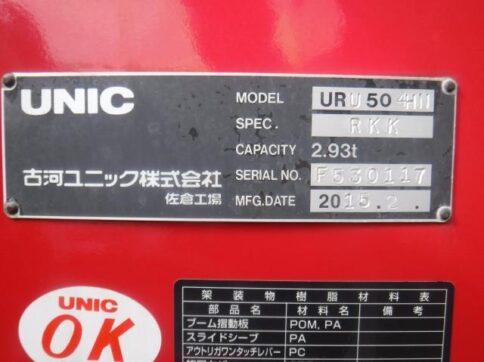 UNIC
MODEL URU504H11
SPEC. RKK
CAPACITY 2.93t
古河ユニック株式会社
SERIAL NO. F530117
佐倉工場
MFG.DATE 2015.2.
UNIC
OK
架装物樹脂材料表
部品名 材料名 備考
ブーム摺動板 POM, PA
スライドシーブ PA
アウトリガワンタッチレバー PC